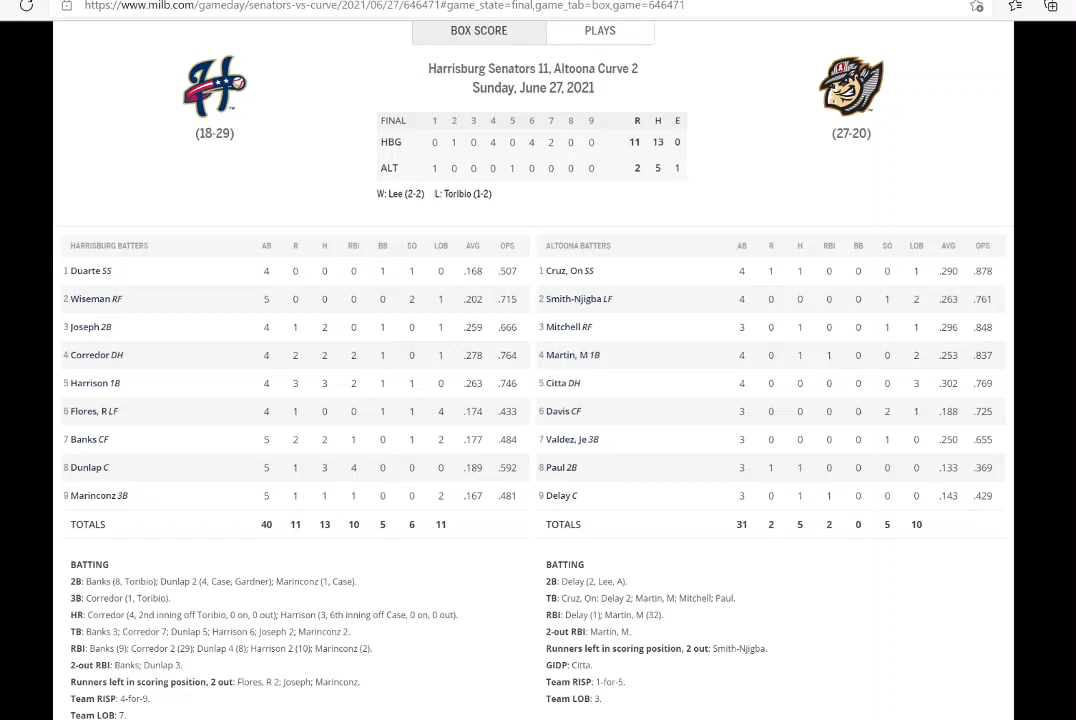 https://www.milb.com/gameday/senators-vs-curve/2021/06/27/646471#game_state=final,game_tab=box,game=646471
BOX SCORE PLAYS
Harrisburg Senators 11, Altoona Curve 2
Sunday, June 27, 2021
(18-29) (27-20)
FINAL 1 2 3 4 5 6 7 8 9 R H E
HBG 0 1 0 4 0 4 2 0 0 11 13 0
ALT 1 0 0 0 1 0 0 0 0 2 5 1
W: Lee (2-2) L: Toribio (1-2)
HARRISBURG BATTERS AB R H RBI BB SO LOB AVG OPS
1 Duarte SS 4 0 0 0 1 1 0 .168 .507
2 Wiseman RF 5 0 0 0 0 2 1 .202 .715
3 Joseph 2B 4 1 2 0 1 0 1 .259 .666
4 Corredor DH 4 2 2 2 1 0 1 .278 .764
5 Harrison 1B 4 3 3 2 1 1 0 .263 .746
6 Flores, R LF 4 1 0 0 1 1 4 .174 .433
7 Banks CF 5 2 2 1 0 1 2 .177 .484
8 Dunlap C 5 1 3 4 0 0 0 .189 .592
9 Marinconz 3B 5 1 1 1 0 0 2 .167 .481
TOTALS 40 11 13 10 5 6 11
BATTING
2B: Banks (8, Toribio); Dunlap 2 (4, Case, Gardner); Marinconz (1, Case).
3B: Corredor (1, Toribio).
HR: Corredor (4, 2nd inning off Toribio, 0 on, 0 out); Harrison (3, 6th inning off Case, 0 on, 0 out).
TB: Banks 3; Corredor 7; Dunlap 5; Harrison 6; Joseph 2; Marinconz 2.
RBI: Banks (9); Corredor 2 (29); Dunlap 4 (8); Harrison 2 (10); Marinconz (2).
2-out RBI: Banks; Dunlap 3.
Runners left in scoring position, 2 out: Flores, R 2; Joseph; Marinconz.
Team RISP: 4-for-9.
Team LOB: 7.
ALTOONA BATTERS AB R H RBI BB SO LOB AVG OPS
1 Cruz, On SS 4 1 1 0 0 0 1 .290 .878
2 Smith-Njigba LF 4 0 0 0 0 1 2 .263 .761
3 Mitchell RF 3 0 1 0 0 1 1 .296 .848
4 Martin, M 1B 4 0 1 1 0 0 2 .253 .837
5 Citta DH 4 0 0 0 0 0 3 .302 .769
6 Davis CF 3 0 0 0 0 2 1 .188 .725
7 Valdez, Je 3B 3 0 0 0 0 1 0 .250 .655
8 Paul 2B 3 1 1 0 0 0 0 .133 .369
9 Delay C 3 0 1 1 0 0 0 .143 .429
TOTALS 31 2 5 2 0 5 10
BATTING
2B: Delay (2, Lee, A).
TB: Cruz, On; Delay 2; Martin, M; Mitchell; Paul.
RBI: Delay (1); Martin, M (32).
2-out RBI: Martin, M.
Runners left in scoring position, 2 out: Smith-Njigba.
GIDP: Citta.
Team RISP: 1-for-5.
Team LOB: 3.